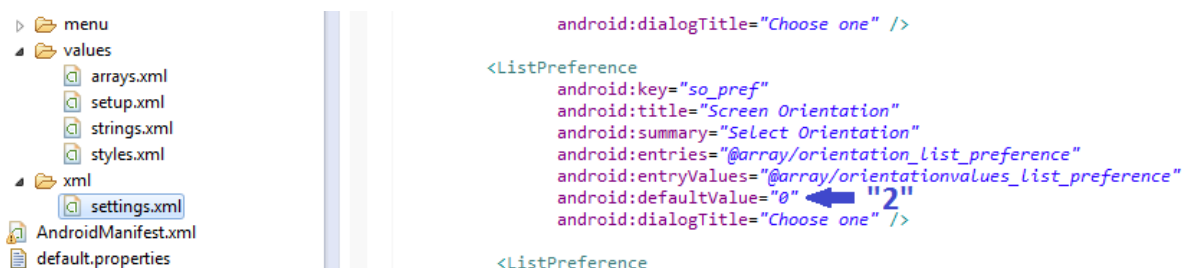 menu
values
arrays.xml
setup.xml
strings.xml
styles.xml
xml
settings.xml
AndroidManifest.xml
default.properties
android:dialogTitle="Choose one" />
<ListPreference
android:key="so_pref"
android:title="Screen Orientation"
android:summary="Select Orientation"
android:entries="@array/orientation_list_preference"
android:entryValues="@array/orientationvalues_list_preference"
android:defaultValue="0" "2"
android:dialogTitle="Choose one" />
<ListPreference